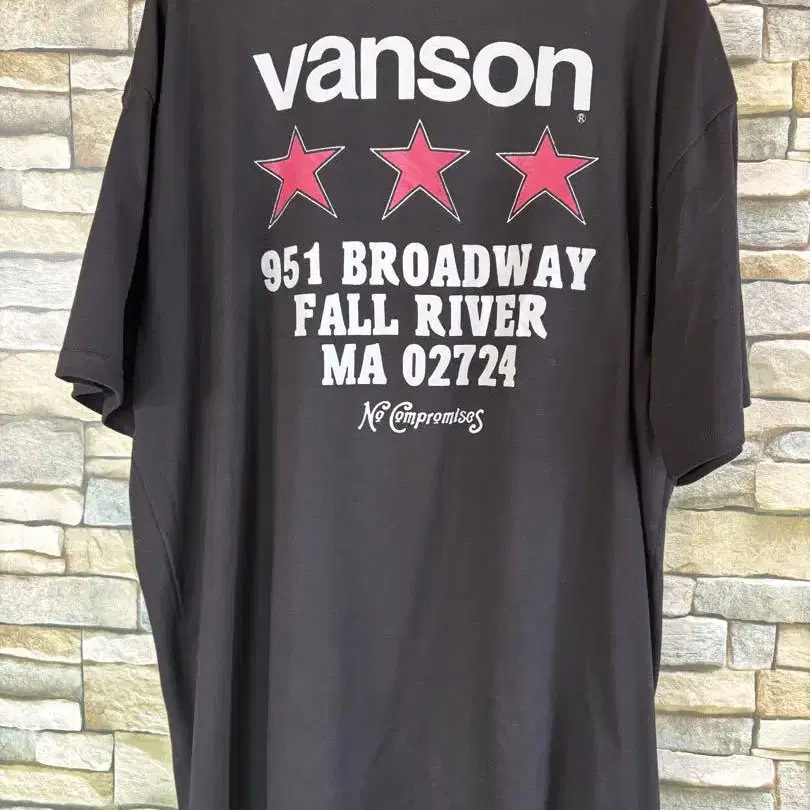 vanson®
951 BROADWAY
FALL RIVER
MA 02724
No Compromises